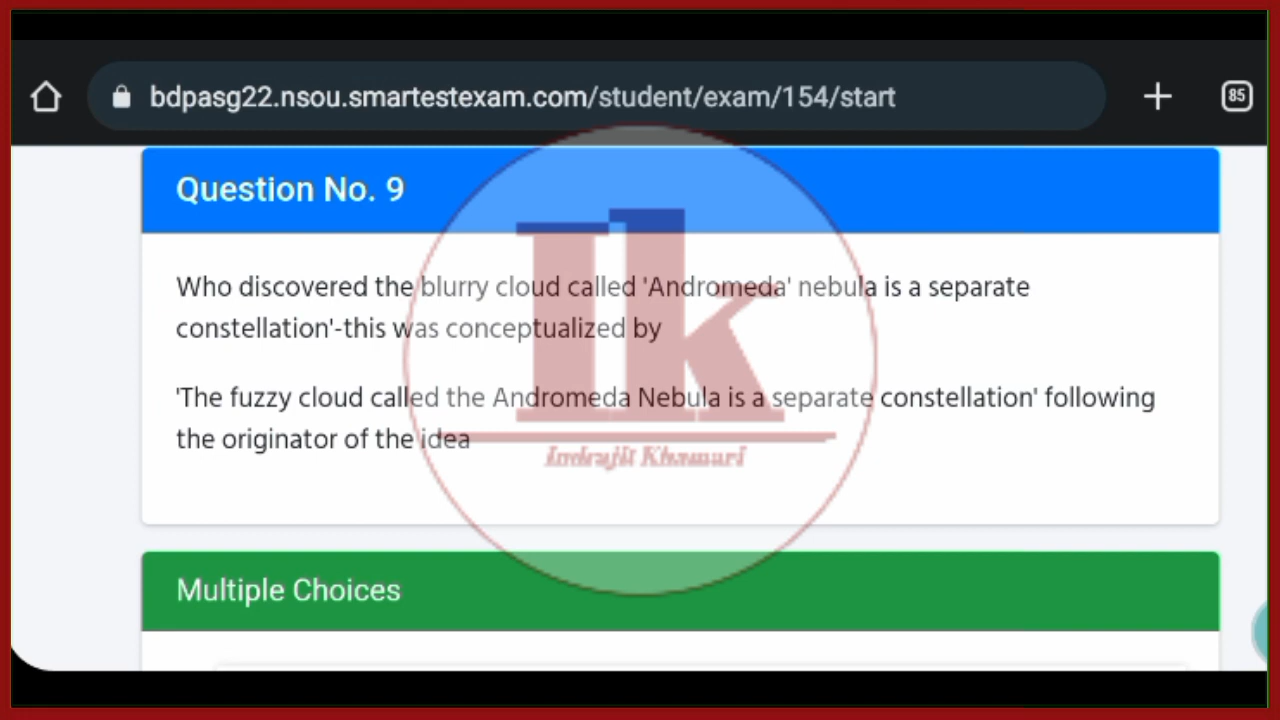 bdpasg22.nsou.smartestexam.com/student/exam/154/start
85
Question No. 9
Who discovered the blurry cloud called 'Andromeda' nebula is a separate
constellation'-this was conceptualized by
'The fuzzy cloud called the Andromeda Nebula is a separate constellation' following
the originator of the idea
Ik
Indrajit Khamari
Multiple Choices